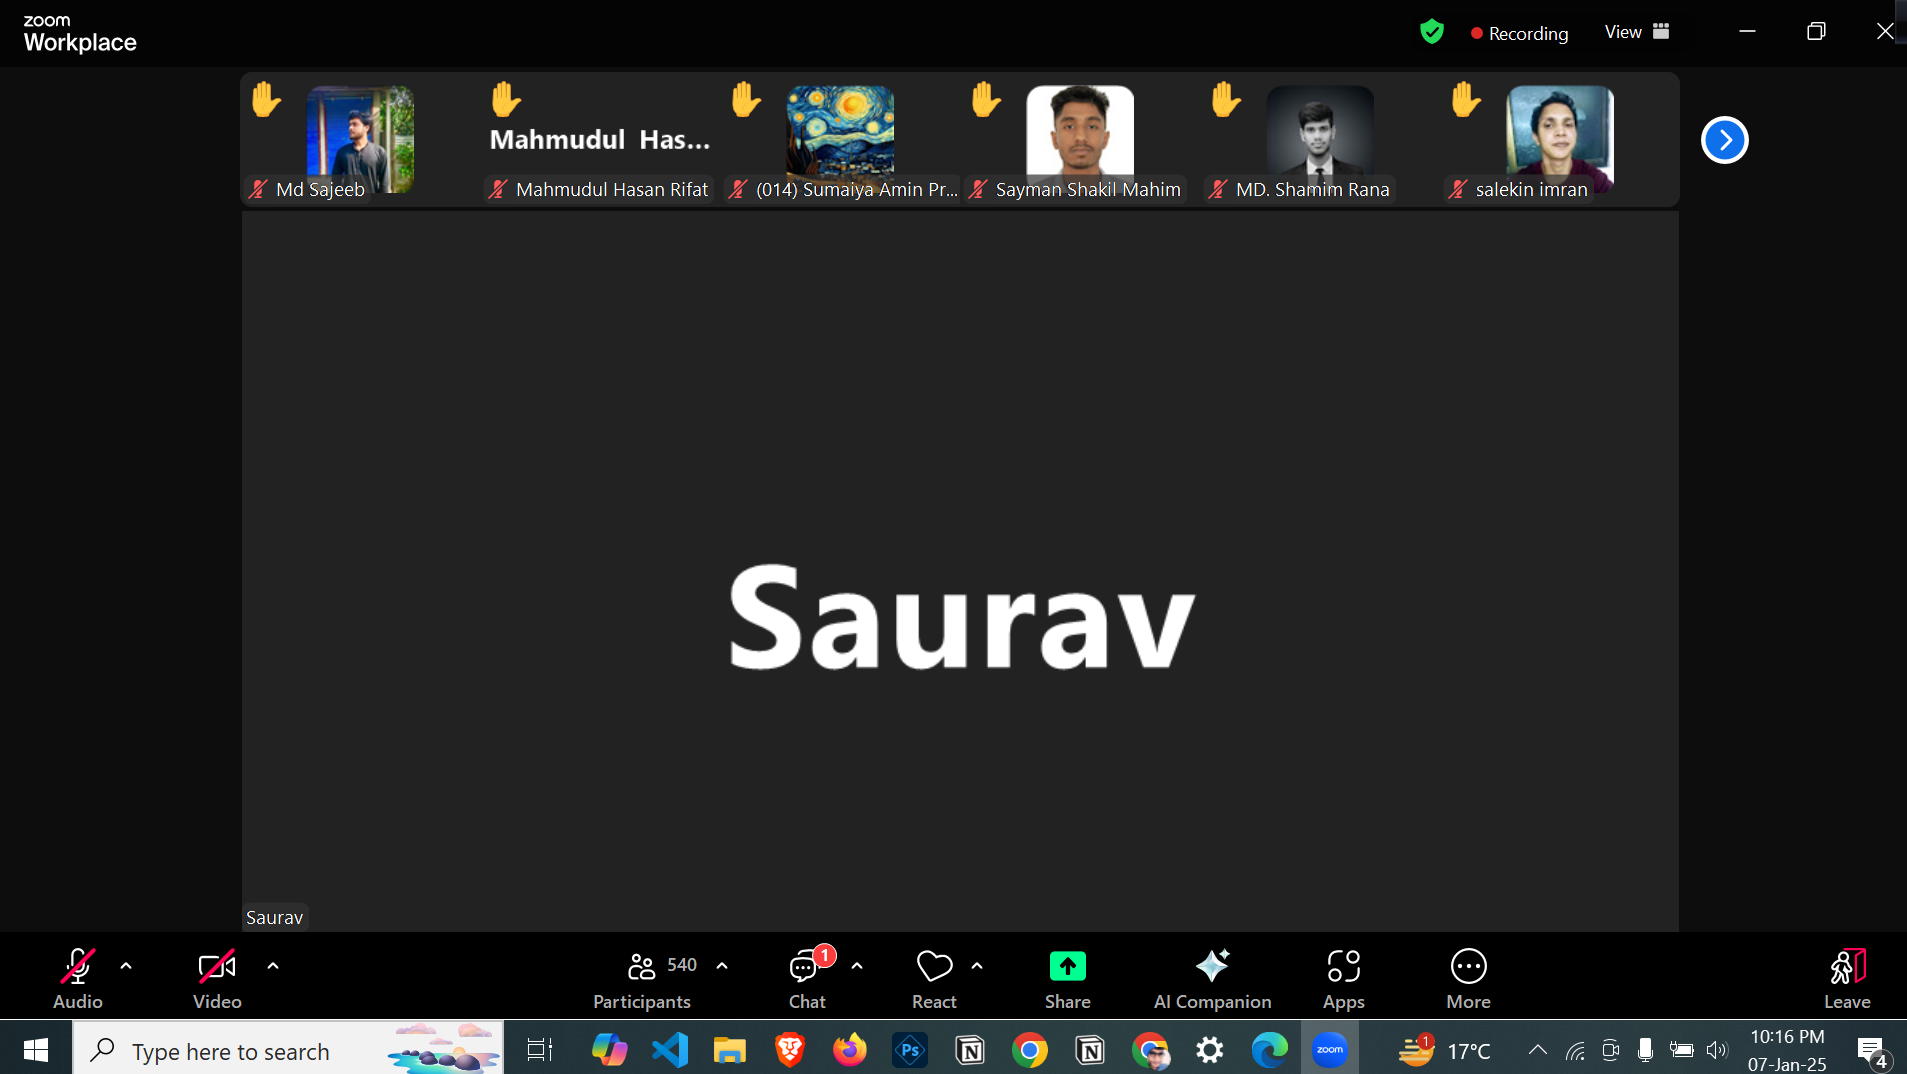 zoom
Workplace
Recording
View
Mahmudul Has...
Md Sajeeb
Mahmudul Hasan Rifat
(014) Sumaiya Amin Pr...
Sayman Shakil Mahim
MD. Shamim Rana
salekin imran
Saurav
Saurav
540
1
Audio
Video
Participants
Chat
React
Share
AI Companion
Apps
More
Leave
Type here to search
Ps
zoom
1
17°C
10:16 PM
07-Jan-25
4